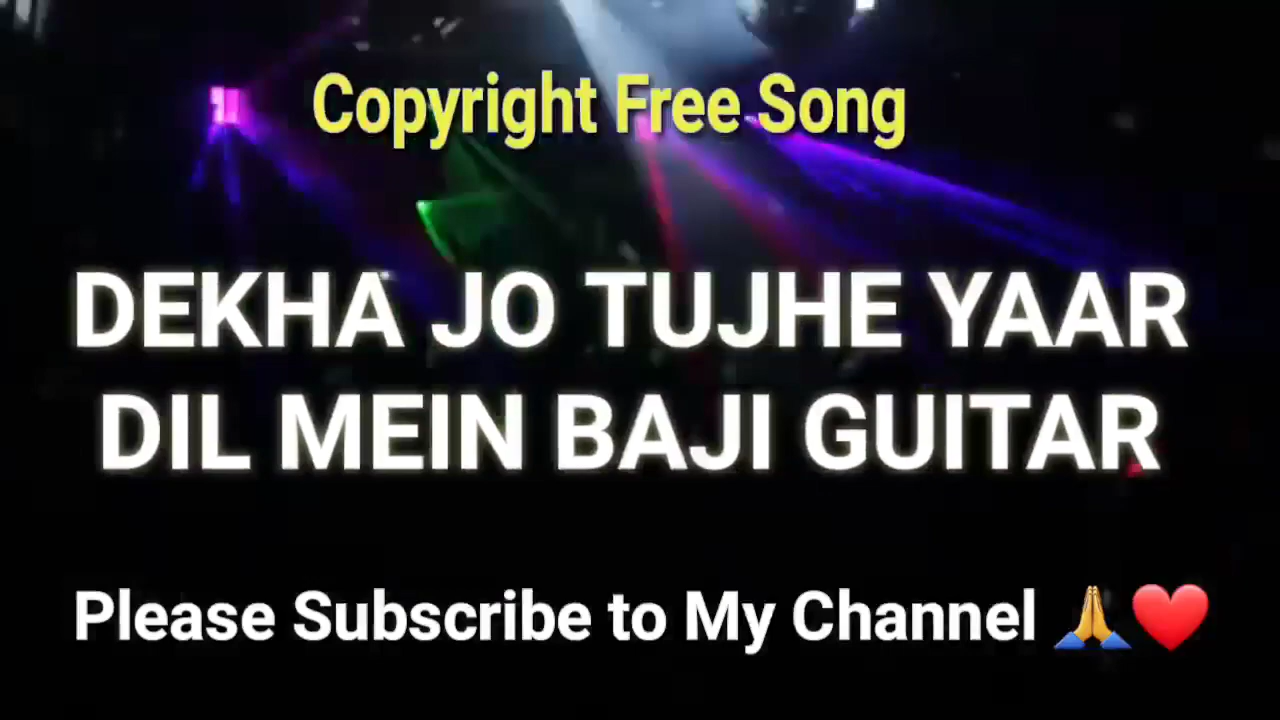 Copyright Free Song
DEKHA JO TUJHE YAAR
DIL MEIN BAJI GUITAR
Please Subscribe to My Channel 🙏❤️